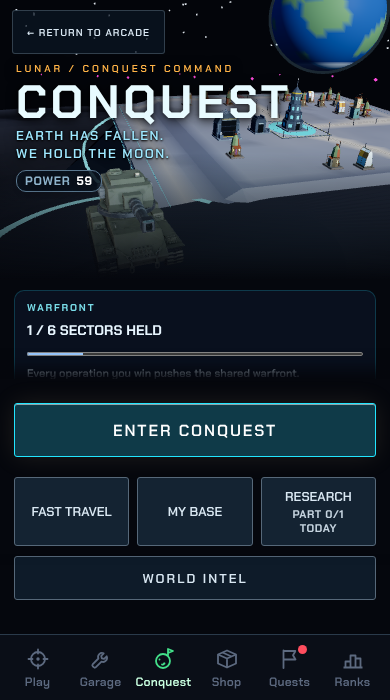 ← RETURN TO ARCADE
LUNAR / CONQUEST COMMAND
CONQUEST
EARTH HAS FALLEN.
WE HOLD THE MOON.
POWER 59
WARFRONT
1 / 6 SECTORS HELD
Every operation you win pushes the shared warfront.
ENTER CONQUEST
FAST TRAVEL
MY BASE
RESEARCH
PART 0/1
TODAY
WORLD INTEL
Play
Garage
Conquest
Shop
Quests
Ranks